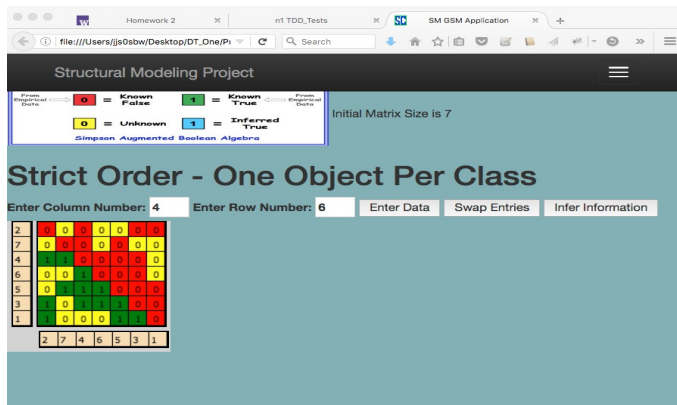 W Homework 2 × n1 TDD_Tests × SC SM GSM Application × +
file:///Users/jjs0sbw/Desktop/DT_One/Pr Search
Structural Modeling Project
From Empirical Data 0 = Known False 1 = Known True From Empirical Data
0 = Unknown 1 = Inferred True
Simpson Augmented Boolean Algebra
Initial Matrix Size is 7
Strict Order - One Object Per Class
Enter Column Number: 4 Enter Row Number: 6 Enter Data Swap Entries Infer Information
2 0 0 0 0 0 0 0
7 0 0 0 0 0 0 0
4 1 1 0 0 0 0 0
6 0 0 1 0 0 0 0
5 0 1 1 1 0 0 0
3 1 0 1 1 1 0 0
1 1 0 0 0 1 1 0
2 7 4 6 5 3 1